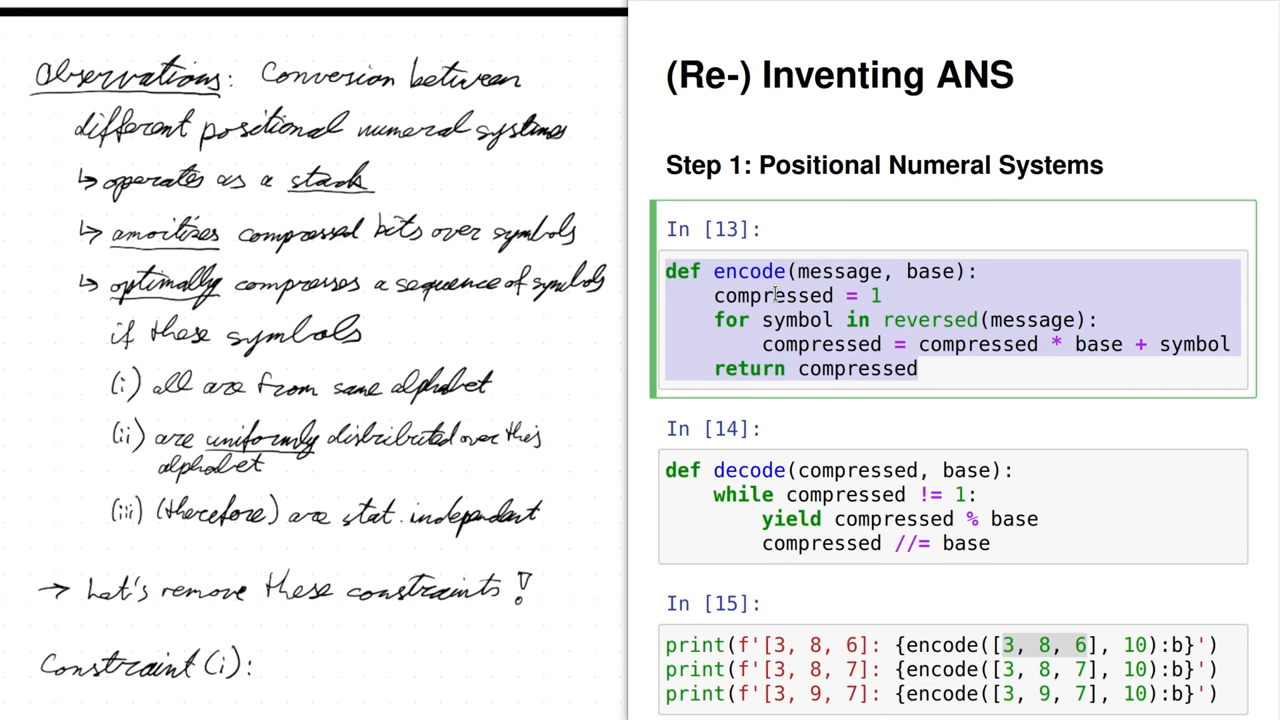 Observations: Conversion between
different positional numeral systems
↳ operates as a stack
↳ amortizes compressed bits over symbols
↳ optimally compresses a sequence of symbols
if these symbols
(i) all are from same alphabet
(ii) are uniformly distributed over this
alphabet
(iii) (therefore) are stat. independent
→ Let's remove these constraints!
Constraint (i):
(Re-) Inventing ANS
Step 1: Positional Numeral Systems
In [13]:
def encode(message, base):
    compressed = 1
    for symbol in reversed(message):
        compressed = compressed * base + symbol
    return compressed
In [14]:
def decode(compressed, base):
    while compressed != 1:
        yield compressed % base
        compressed //= base
In [15]:
print(f'[3, 8, 6]: {encode([3, 8, 6], 10):b}')
print(f'[3, 8, 7]: {encode([3, 8, 7], 10):b}')
print(f'[3, 9, 7]: {encode([3, 9, 7], 10):b}')